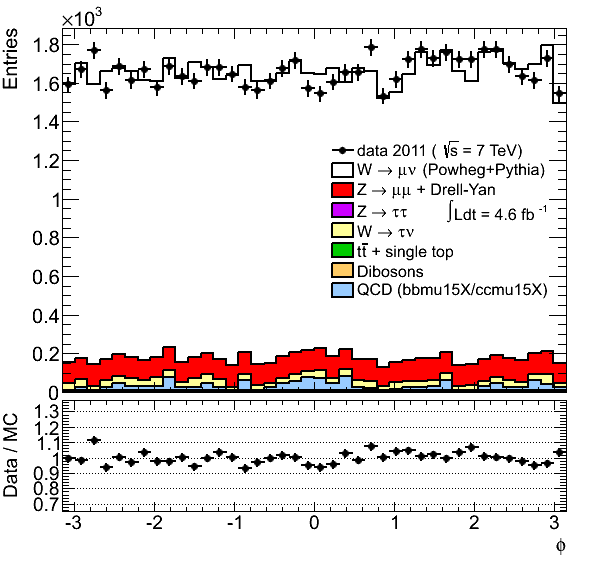 ×10³
Entries
1.8
1.6
1.4
1.2
1
0.8
0.6
0.4
0.2
0
data 2011 ( √s = 7 TeV)
W → μν (Powheg+Pythia)
Z → μμ + Drell-Yan
Z → ττ
∫Ldt = 4.6 fb⁻¹
W → τν
tt̅ + single top
Dibosons
QCD (bbmu15X/ccmu15X)
Data / MC
1.3
1.2
1.1
1
0.9
0.8
0.7
-3 -2 -1 0 1 2 3
ϕ